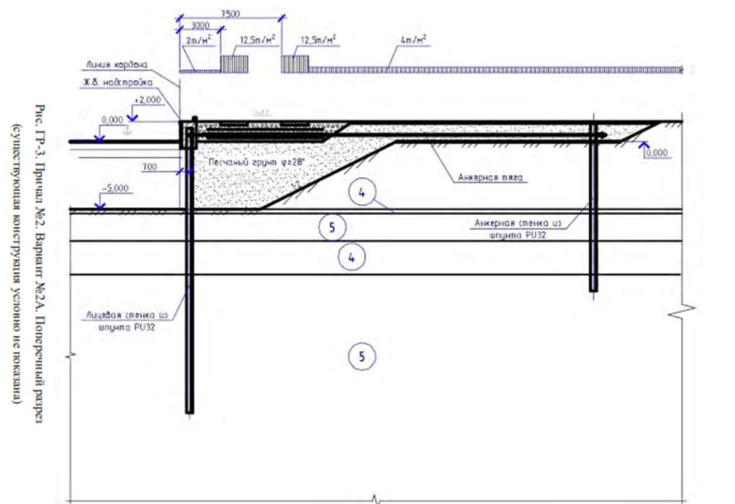 7500
3000
2т/м²
12,5т/м²
12,5т/м²
4т/м²
Линия кордона
Ж.Б. надстройка
+2,000
0,000
700
Песчаный грунт φ=28°
Анкерная тяга
0,000
-5,000
4
5
4
Анкерная стенка из
шпунта PU32
Лицевая стенка из
шпунта PU32
5
Рис. ГР-3. Причал №2. Вариант №2А. Поперечный разрез
(существующая конструкция условно не показана)